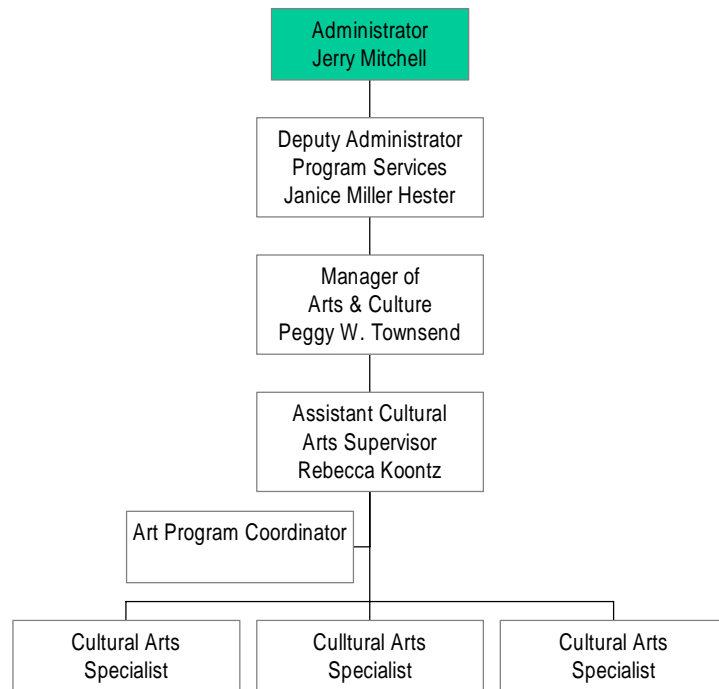 Administrator
Jerry Mitchell
Deputy Administrator
Program Services
Janice Miller Hester
Manager of
Arts & Culture
Peggy W. Townsend
Assistant Cultural
Arts Supervisor
Rebecca Koontz
Art Program Coordinator
Cultural Arts
Specialist
Culltural Arts
Specialist
Cultural Arts
Specialist